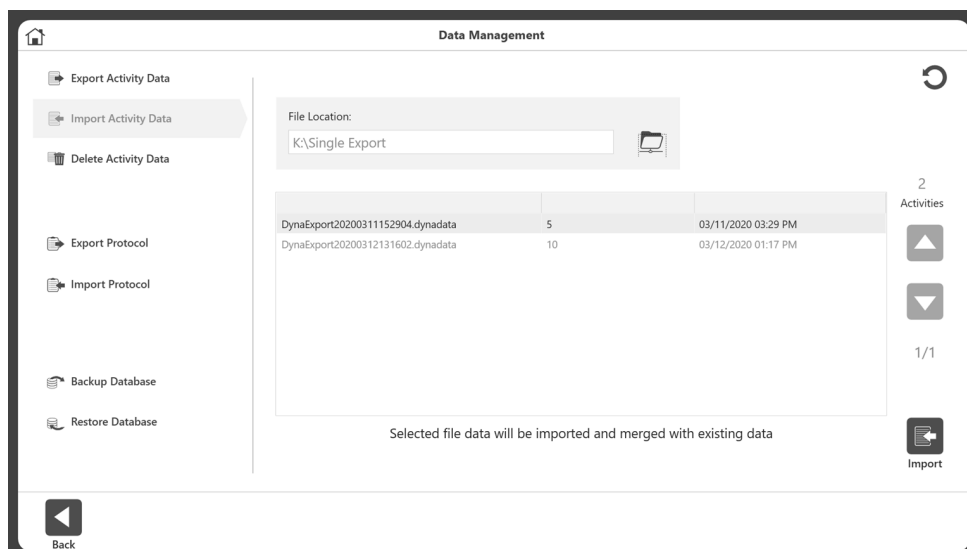 Data Management
Export Activity Data
Import Activity Data
Delete Activity Data
Export Protocol
Import Protocol
Backup Database
Restore Database
File Location:
K:\Single Export
DynaExport20200311152904.dynadata 5 03/11/2020 03:29 PM
DynaExport20200312131602.dynadata 10 03/12/2020 01:17 PM
Selected file data will be imported and merged with existing data
2
Activities
1/1
Import
Back